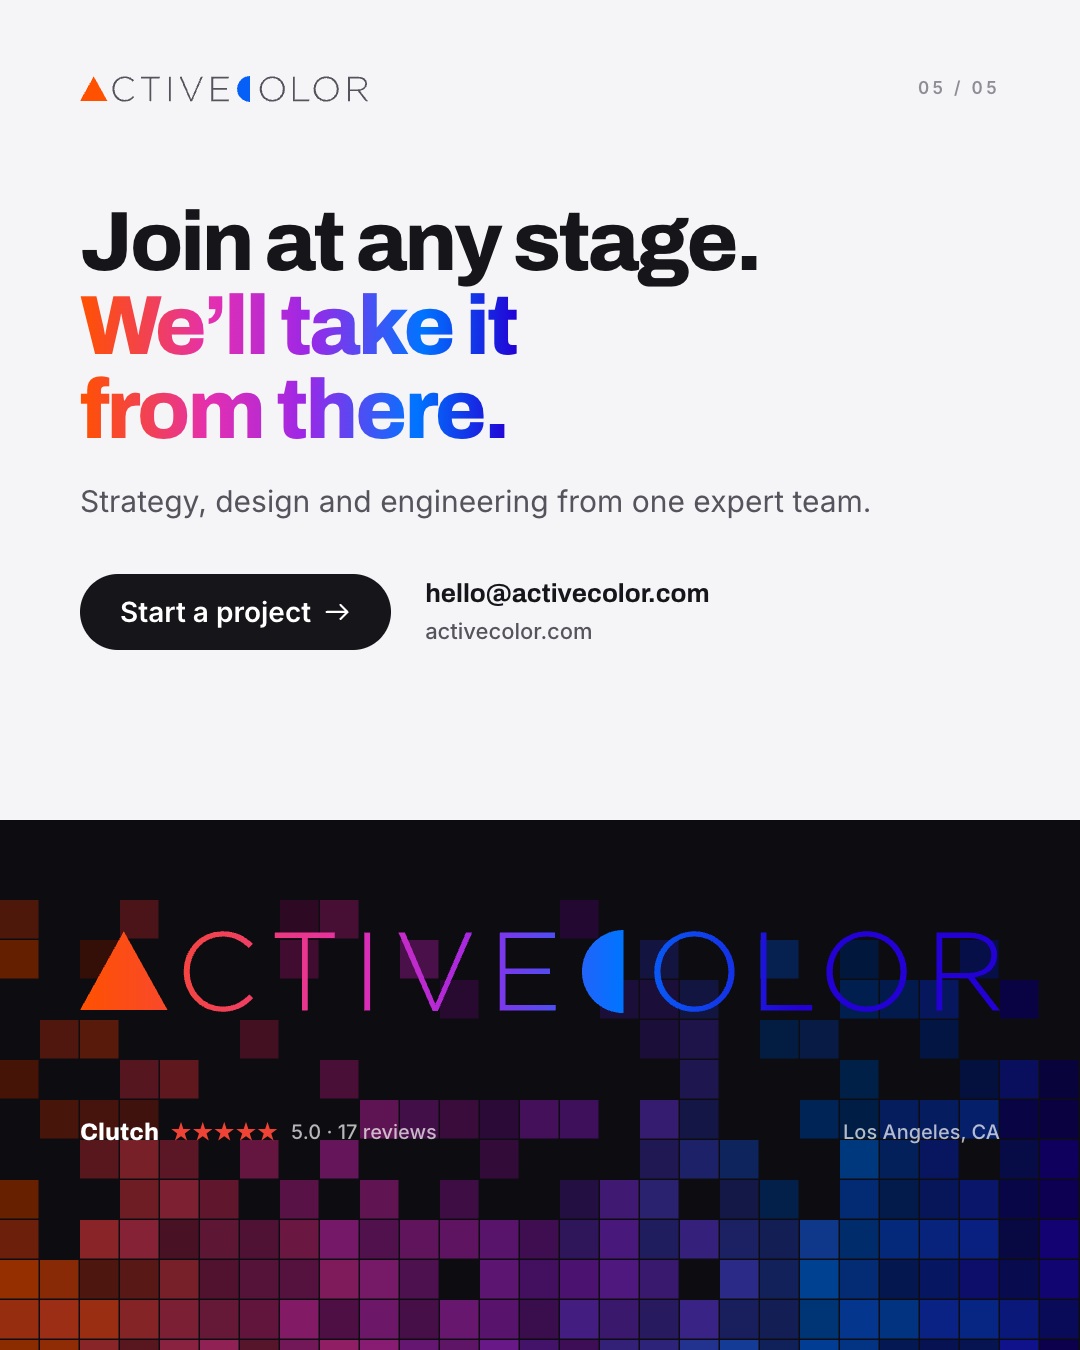 ACTIVECOLOR
05 / 05
Join at any stage.
We’ll take it
from there.
Strategy, design and engineering from one expert team.
Start a project →
hello@activecolor.com
activecolor.com
ACTIVECOLOR
Clutch ★★★★★ 5.0 · 17 reviews
Los Angeles, CA